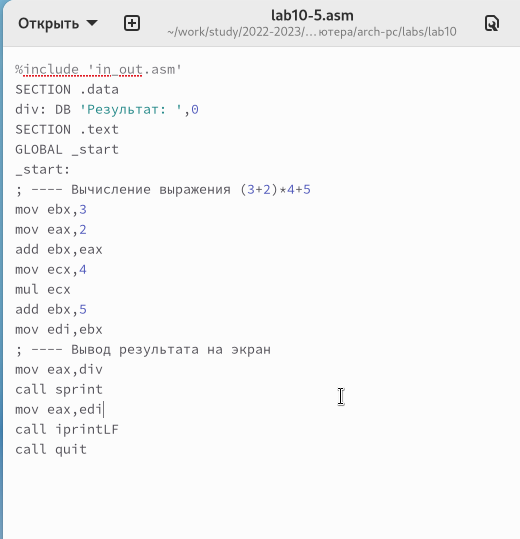 Открыть
lab10-5.asm
~/work/study/2022-2023/…ютера/arch-pc/labs/lab10
%include 'in_out.asm'
SECTION .data
div: DB 'Результат: ',0
SECTION .text
GLOBAL _start
_start:
; ---- Вычисление выражения (3+2)*4+5
mov ebx,3
mov eax,2
add ebx,eax
mov ecx,4
mul ecx
add ebx,5
mov edi,ebx
; ---- Вывод результата на экран
mov eax,div
call sprint
mov eax,edi
call iprintLF
call quit